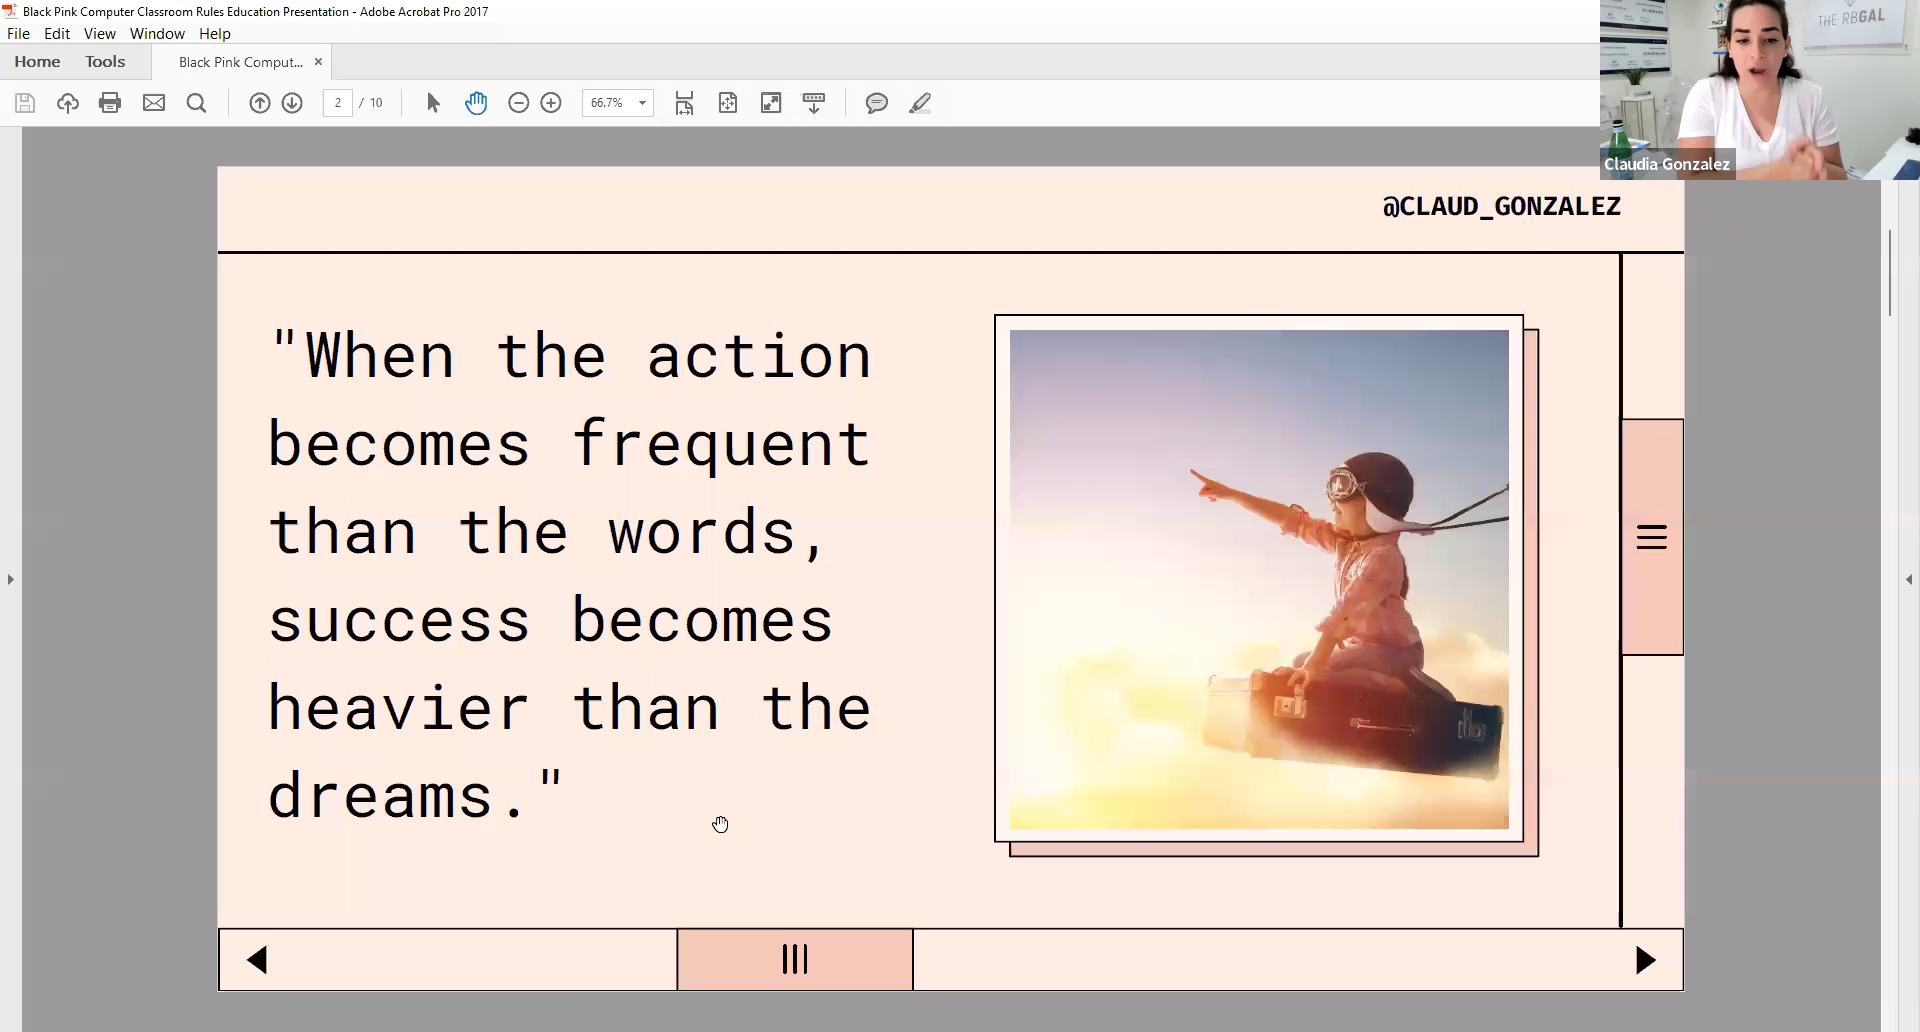 Black Pink Computer Classroom Rules Education Presentation - Adobe Acrobat Pro 2017
File Edit View Window Help
Home Tools Black Pink Comput... ×
2 / 10 66.7%
THE RBGAL
Claudia Gonzalez
@CLAUD_GONZALEZ
"When the action
becomes frequent
than the words,
success becomes
heavier than the
dreams."